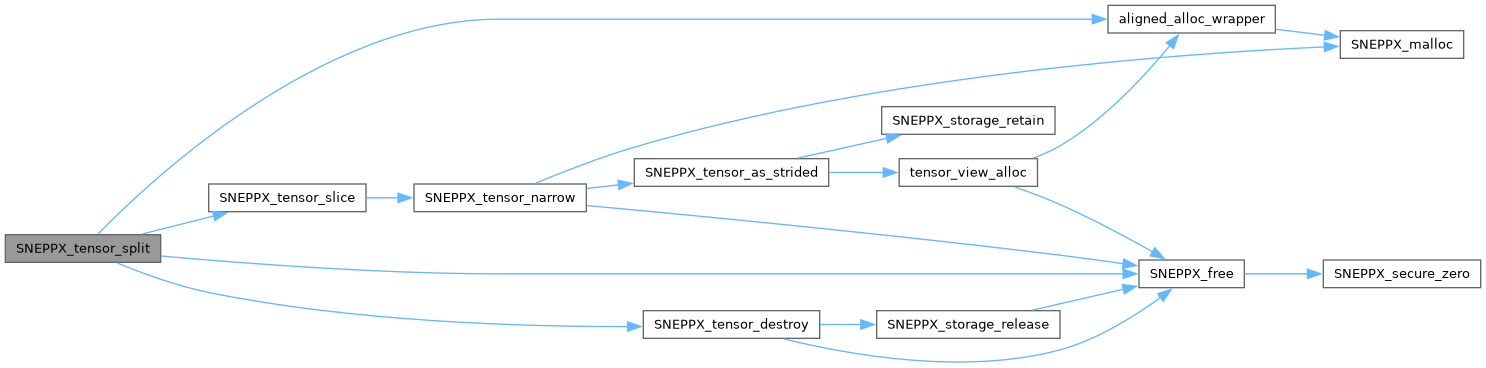 aligned_alloc_wrapper
SNEPPX_malloc
SNEPPX_storage_retain
SNEPPX_tensor_as_strided
tensor_view_alloc
SNEPPX_tensor_slice
SNEPPX_tensor_narrow
SNEPPX_tensor_split
SNEPPX_free
SNEPPX_secure_zero
SNEPPX_tensor_destroy
SNEPPX_storage_release